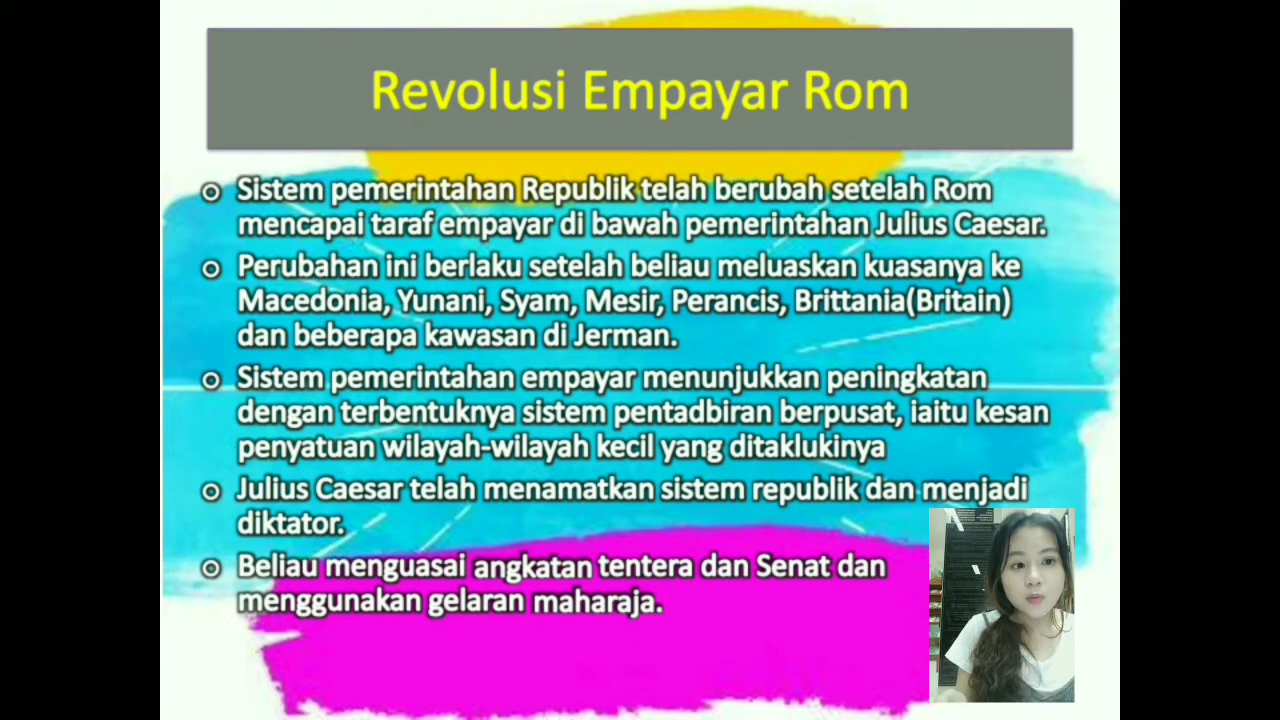 Revolusi Empayar Rom
Sistem pemerintahan Republik telah berubah setelah Rom
mencapai taraf empayar di bawah pemerintahan Julius Caesar.
Perubahan ini berlaku setelah beliau meluaskan kuasanya ke
Macedonia, Yunani, Syam, Mesir, Perancis, Brittania(Britain)
dan beberapa kawasan di Jerman.
Sistem pemerintahan empayar menunjukkan peningkatan
dengan terbentuknya sistem pentadbiran berpusat, iaitu kesan
penyatuan wilayah-wilayah kecil yang ditaklukinya
Julius Caesar telah menamatkan sistem republik dan menjadi
diktator.
Beliau menguasai angkatan tentera dan Senat dan
menggunakan gelaran maharaja.